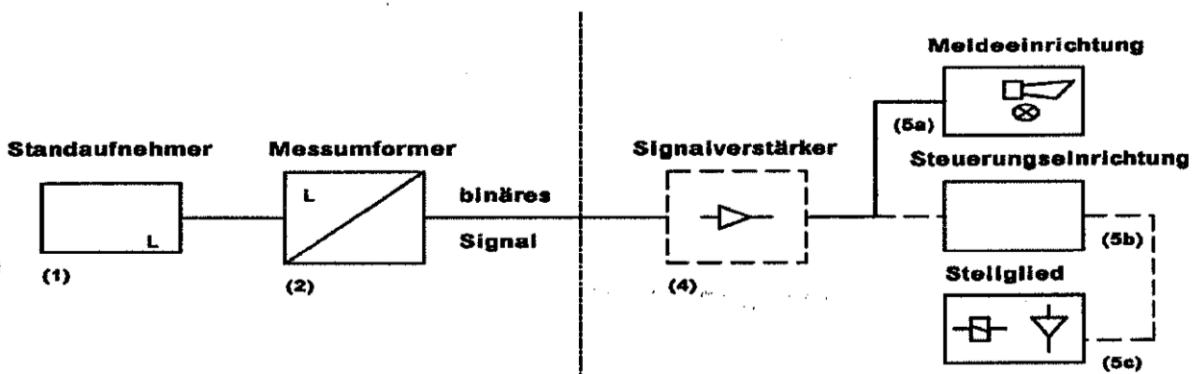 Meldeeinrichtung
(5a)
Standaufnehmer
Messumformer
Signalverstärker
Steuerungseinrichtung
L
L
binäres
Signal
(1)
(2)
(4)
(5b)
Stellglied
(5c)